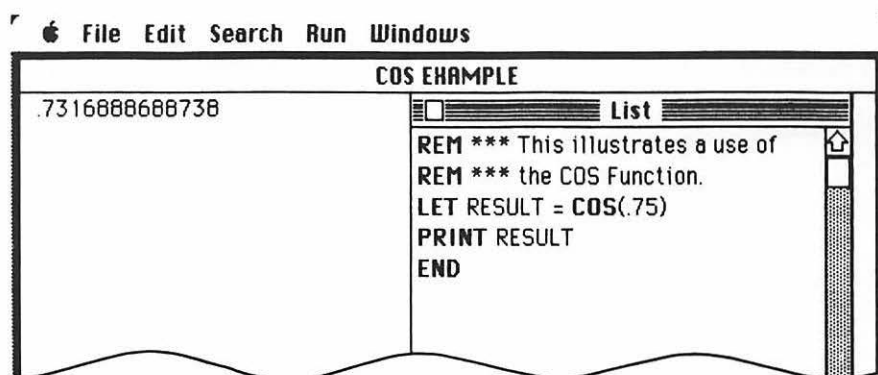 File Edit Search Run Windows
COS EXAMPLE
.7316888688738
List
REM *** This illustrates a use of
REM *** the COS Function.
LET RESULT = COS(.75)
PRINT RESULT
END